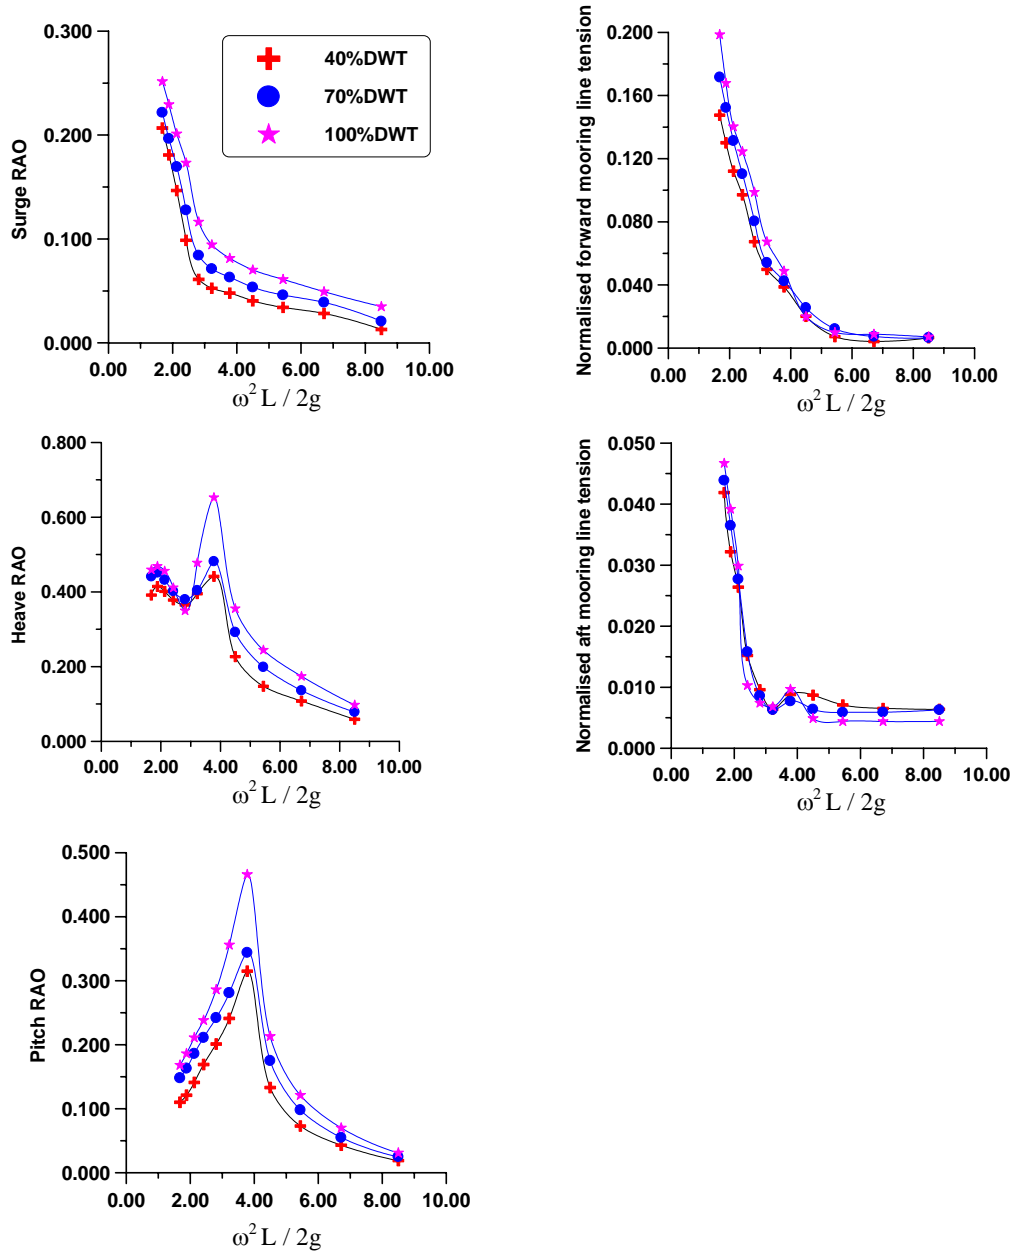 0.300
0.200
0.100
0.000
Surge RAO
40%DWT
70%DWT
100%DWT
0.00 2.00 4.00 6.00 8.00 10.00
ω² L / 2g
0.200
0.160
0.120
0.080
0.040
0.000
Normalised forward mooring line tension
0.00 2.00 4.00 6.00 8.00 10.00
ω² L / 2g
0.800
0.600
0.400
0.200
0.000
Heave RAO
0.00 2.00 4.00 6.00 8.00 10.00
ω² L / 2g
0.050
0.040
0.030
0.020
0.010
0.000
Normalised aft mooring line tension
0.00 2.00 4.00 6.00 8.00 10.00
ω² L / 2g
0.500
0.400
0.300
0.200
0.100
0.000
Pitch RAO
0.00 2.00 4.00 6.00 8.00 10.00
ω² L / 2g